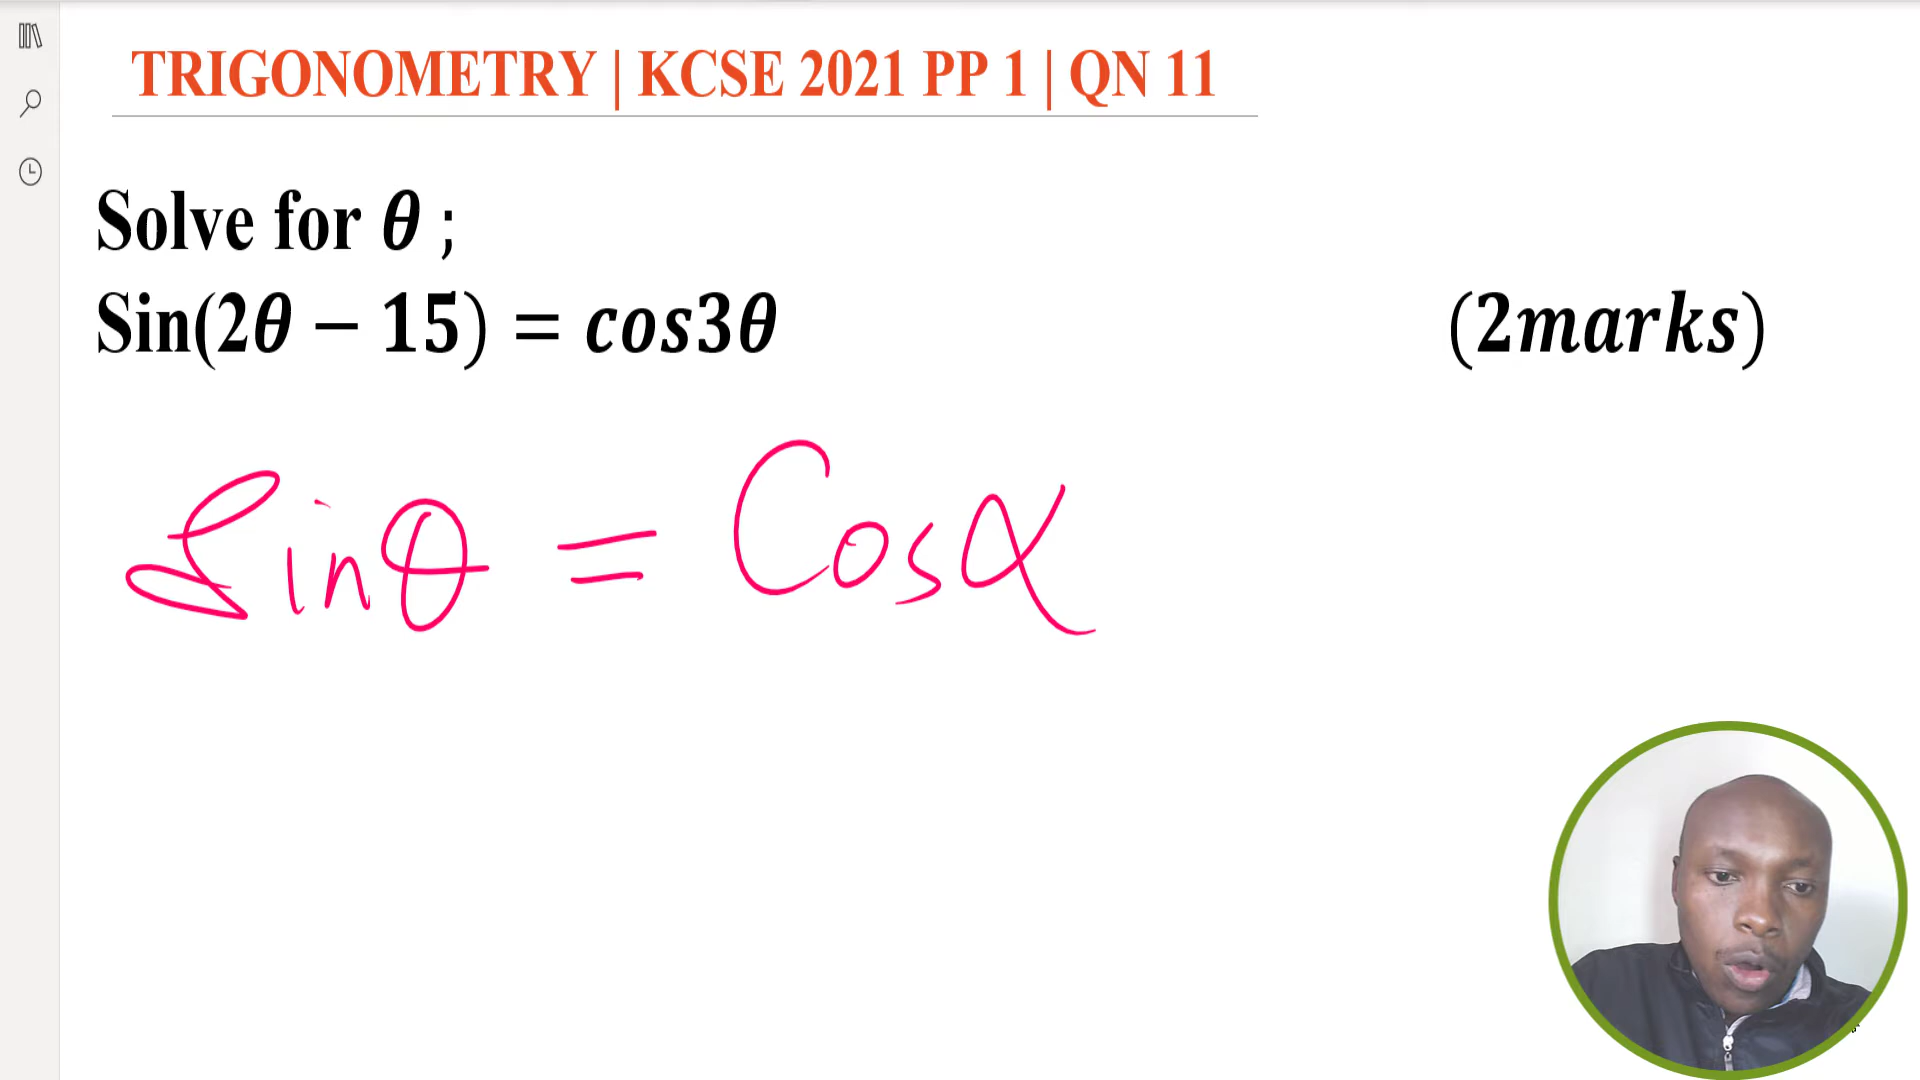 TRIGONOMETRY | KCSE 2021 PP 1 | QN 11
Solve for θ ;
Sin(2θ − 15) = cos3θ (2marks)
Sinθ = Cosα